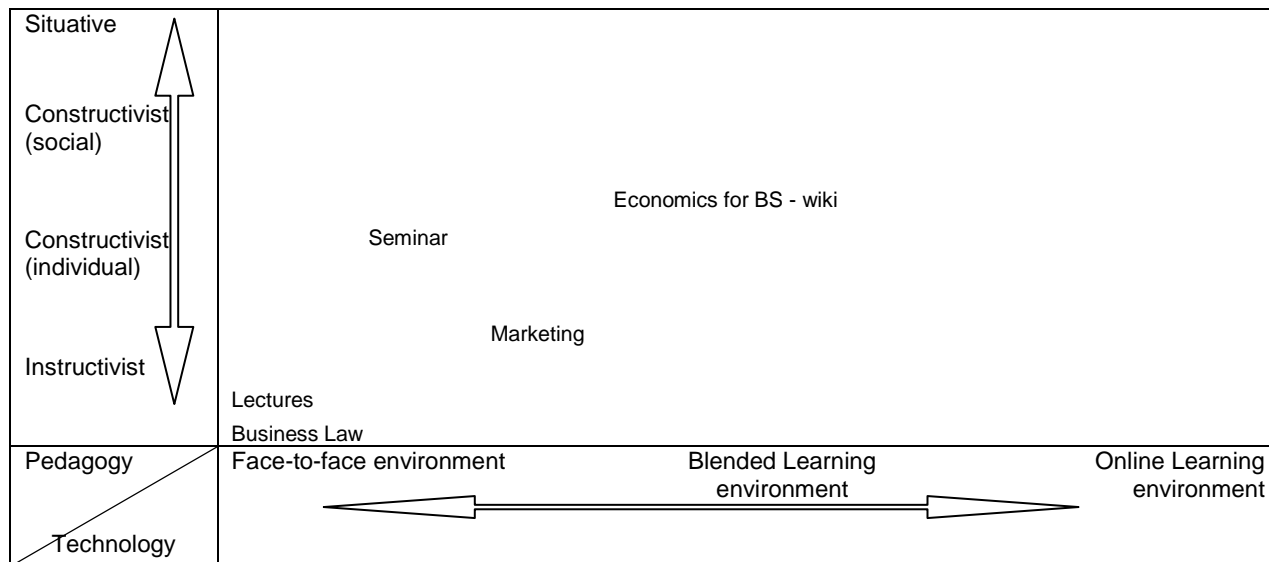 Situative
Constructivist
(social)
Economics for BS - wiki
Seminar
Constructivist
(individual)
Marketing
Instructivist
Lectures
Business Law
Pedagogy
Face-to-face environment
Blended Learning
environment
Online Learning
environment
Technology